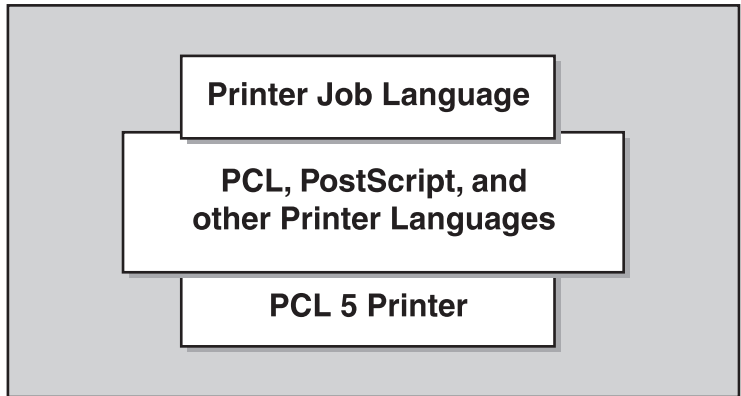 Printer Job Language
PCL, PostScript, and
other Printer Languages
PCL 5 Printer